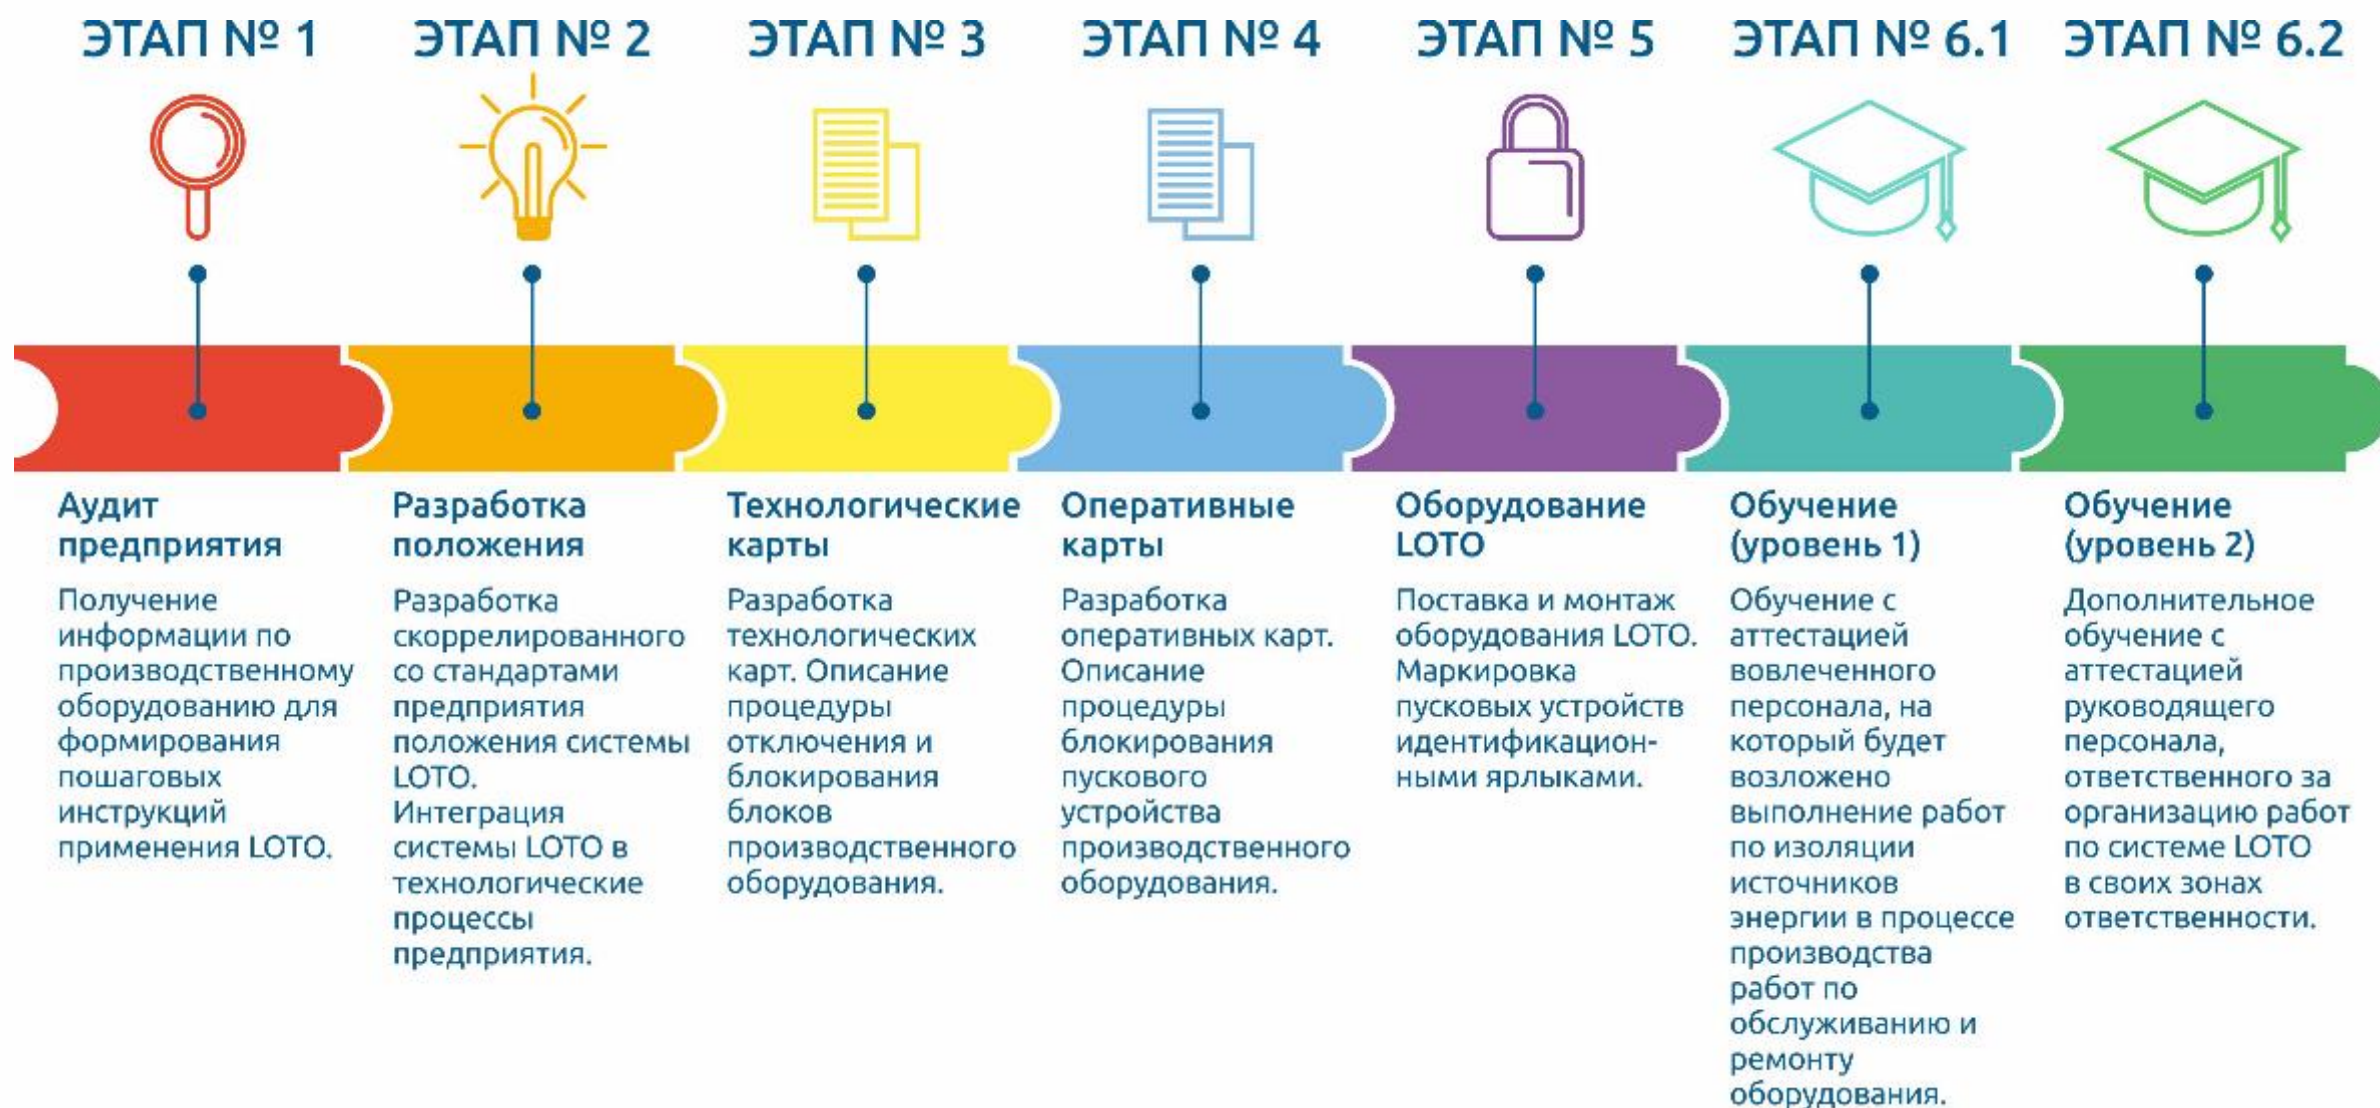 ЭТАП № 1
ЭТАП № 2
ЭТАП № 3
ЭТАП № 4
ЭТАП № 5
ЭТАП № 6.1
ЭТАП № 6.2
Аудит
предприятия
Получение
информации по
производственному
оборудованию для
формирования
пошаговых
инструкций
применения LOTO.
Разработка
положения
Разработка
скоррелированного
со стандартами
предприятия
положения системы
LOTO.
Интеграция
системы LOTO в
технологические
процессы
предприятия.
Технологические
карты
Разработка
технологических
карт. Описание
процедуры
отключения и
блокирования
блоков
производственного
оборудования.
Оперативные
карты
Разработка
оперативных карт.
Описание
процедуры
блокирования
пускового
устройства
производственного
оборудования.
Оборудование
LOTO
Поставка и монтаж
оборудования LOTO.
Маркировка
пусковых устройств
идентификацион-
ными ярлыками.
Обучение
(уровень 1)
Обучение с
аттестацией
вовлеченного
персонала, на
который будет
возложено
выполнение работ
по изоляции
источников
энергии в процессе
производства
работ по
обслуживанию и
ремонту
оборудования.
Обучение
(уровень 2)
Дополнительное
обучение с
аттестацией
руководящего
персонала,
ответственного за
организацию работ
по системе LOTO
в своих зонах
ответственности.